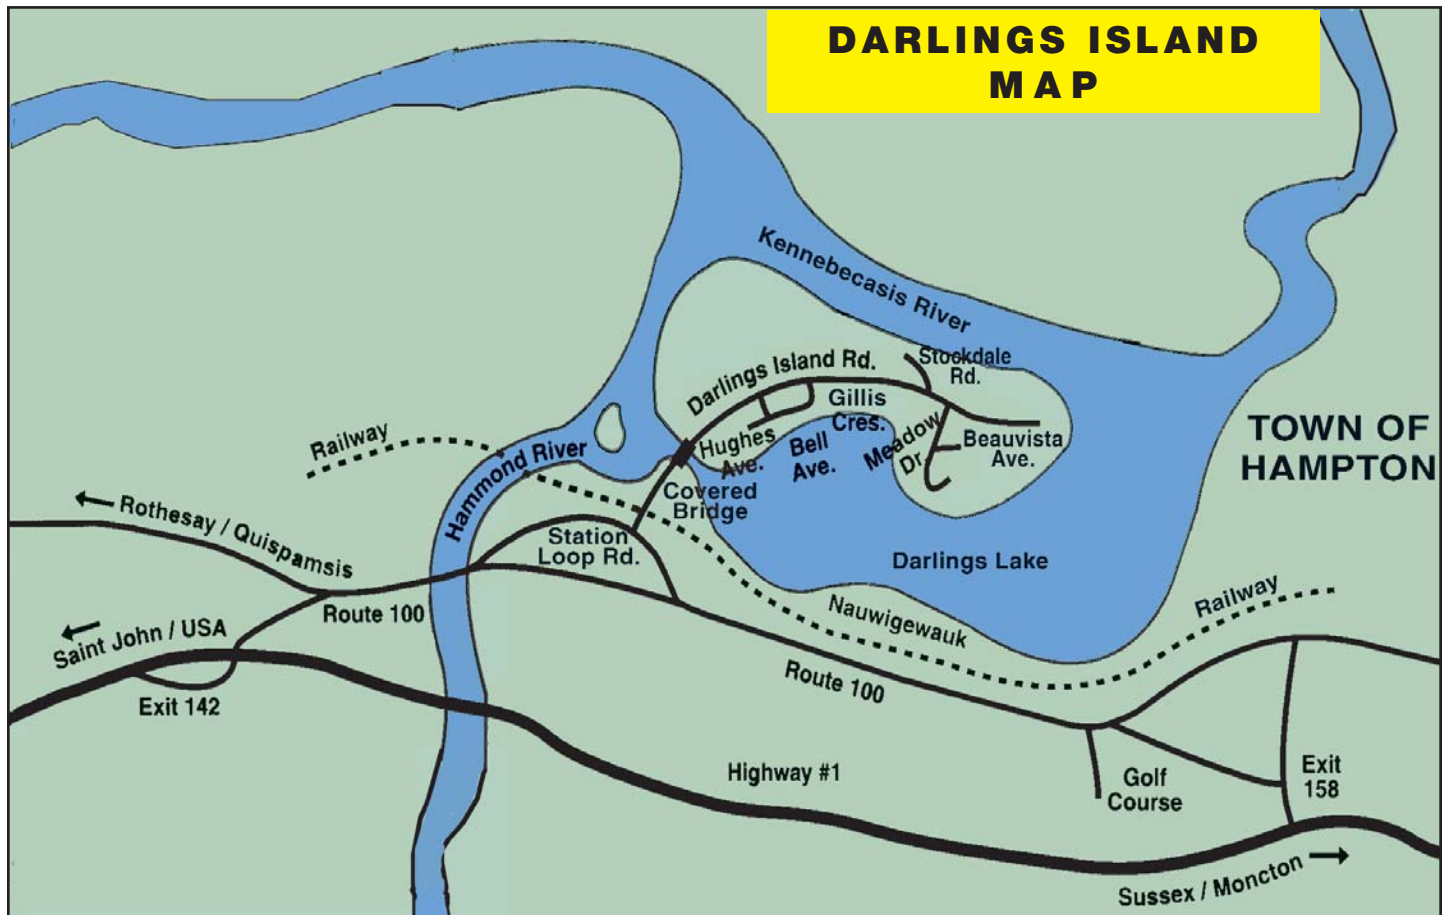 DARLINGS ISLAND
MAP
Kennebecasis River
Darlings Island Rd.
Stockdale
Rd.
Gillis
Cres.
Hughes
Ave.
Bell
Ave.
Meadow
Dr.
Beauvista
Ave.
TOWN OF
HAMPTON
Railway
Hammond River
Covered
Bridge
Rothesay / Quispamsis
Station
Loop Rd.
Darlings Lake
Route 100
Nauwigewauk
Railway
Saint John / USA
Route 100
Exit 142
Highway #1
Golf
Course
Exit
158
Sussex / Moncton